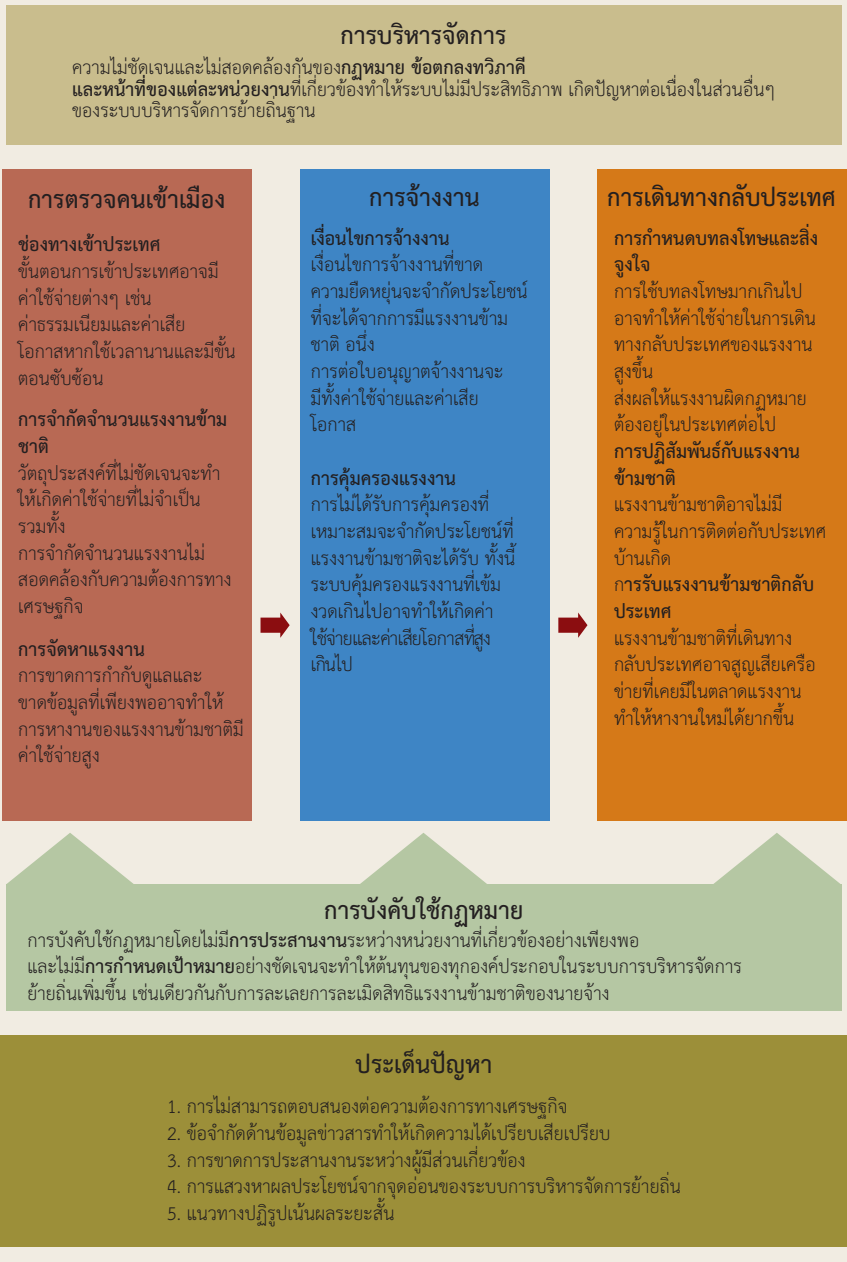 การบริหารจัดการ
ความไม่ชัดเจนและไม่สอดคล้องกันของกฏหมาย ข้อตกลงทวิภาคี
และหน้าที่ของแต่ละหน่วยงานที่เกี่ยวข้องทำให้ระบบไม่มีประสิทธิภาพ เกิดปัญหาต่อเนื่องในส่วนอื่นๆ
ของระบบบริหารจัดการย้ายถิ่นฐาน
การตรวจคนเข้าเมือง
ช่องทางเข้าประเทศ
ขั้นตอนการเข้าประเทศอาจมี
ค่าใช้จ่ายต่างๆ เช่น
ค่าธรรมเนียมและค่าเสีย
โอกาสหากใช้เวลานานและมีขั้น
ตอนซับซ้อน
การจำกัดจำนวนแรงงานข้าม
ชาติ
วัตถุประสงค์ที่ไม่ชัดเจนจะทำ
ให้เกิดค่าใช้จ่ายที่ไม่จำเป็น
รวมทั้ง
การจำกัดจำนวนแรงงานไม่
สอดคล้องกับความต้องการทาง
เศรษฐกิจ
การจัดหาแรงงาน
การขาดการกำกับดูแลและ
ขาดข้อมูลที่เพียงพออาจทำให้
การหางานของแรงงานข้ามชาติมี
ค่าใช้จ่ายสูง
การจ้างงาน
เงื่อนไขการจ้างงาน
เงื่อนไขการจ้างงานที่ขาด
ความยืดหยุ่นจะจำกัดประโยชน์
ที่จะได้จากการมีแรงงานข้าม
ชาติ อนึ่ง
การต่อใบอนุญาตจ้างงานจะ
มีทั้งค่าใช้จ่ายและค่าเสีย
โอกาส
การคุ้มครองแรงงาน
การไม่ได้รับการคุ้มครองที่
เหมาะสมจะจำกัดประโยชน์ที่
แรงงานข้ามชาติจะได้รับ ทั้งนี้
ระบบคุ้มครองแรงงานที่เข้ม
งวดเกินไปอาจทำให้เกิดค่า
ใช้จ่ายและค่าเสียโอกาสที่สูง
เกินไป
การเดินทางกลับประเทศ
การกำหนดบทลงโทษและสิ่ง
จูงใจ
การใช้บทลงโทษมากเกินไป
อาจทำให้ค่าใช้จ่ายในการเดิน
ทางกลับประเทศของแรงงาน
สูงขึ้น
ส่งผลให้แรงงานผิดกฏหมาย
ต้องอยู่ในประเทศต่อไป
การปฏิสัมพันธ์กับแรงงาน
ข้ามชาติ
แรงงานข้ามชาติอาจไม่มี
ความรู้ในการติดต่อกับประเทศ
บ้านเกิด
การรับแรงงานข้ามชาติกลับ
ประเทศ
แรงงานข้ามชาติที่เดินทาง
กลับประเทศอาจสูญเสียเครือ
ข่ายที่เคยมีในตลาดแรงงาน
ทำให้หางานใหม่ได้ยากขึ้น
การบังคับใช้กฏหมาย
การบังคับใช้กฏหมายโดยไม่มีการประสานงานระหว่างหน่วยงานที่เกี่ยวข้องอย่างเพียงพอ
และไม่มีการกำหนดเป้าหมายอย่างชัดเจนจะทำให้ต้นทุนของทุกองค์ประกอบในระบบการบริหารจัดการ
ย้ายถิ่นเพิ่มขึ้น เช่นเดียวกันกับการละเลยการละเมิดสิทธิแรงงานข้ามชาติของนายจ้าง
ประเด็นปัญหา
1. การไม่สามารถตอบสนองต่อความต้องการทางเศรษฐกิจ
2. ข้อจำกัดด้านข้อมูลข่าวสารทำให้เกิดความได้เปรียบเสียเปรียบ
3. การขาดการประสานงานระหว่างผู้มีส่วนเกี่ยวข้อง
4. การแสวงหาผลประโยชน์จากจุดอ่อนของระบบการบริหารจัดการย้ายถิ่น
5. แนวทางปฏิรูปเน้นผลระยะสั้น